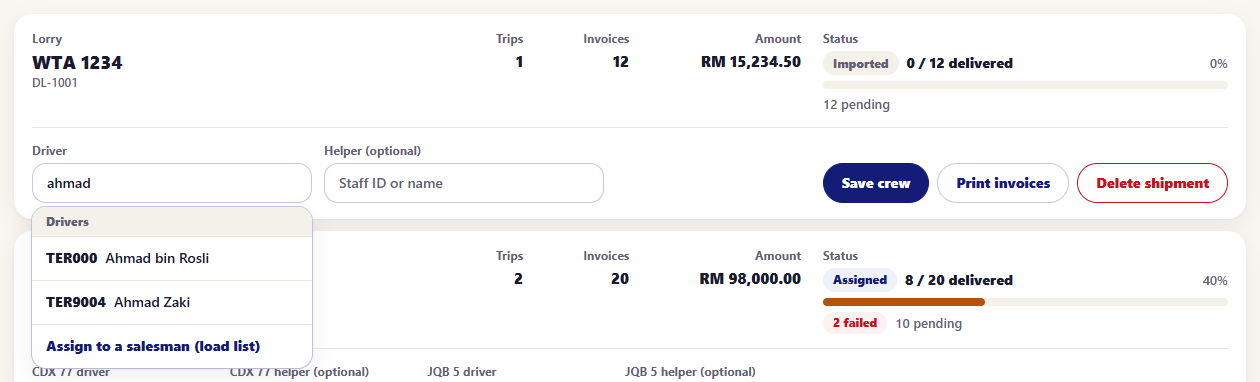 Lorry Trips Invoices Amount Status
WTA 1234 1 12 RM 15,234.50 Imported 0 / 12 delivered 0%
DL-1001
12 pending
Driver Helper (optional)
ahmad Staff ID or name Save crew Print invoices Delete shipment
Drivers
TER000 Ahmad bin Rosli
Trips Invoices Amount Status
2 20 RM 98,000.00 Assigned 8 / 20 delivered 40%
TER9004 Ahmad Zaki
2 failed 10 pending
Assign to a salesman (load list)
CDX 77 driver CDX 77 helper (optional) JQB 5 driver JQB 5 helper (optional)